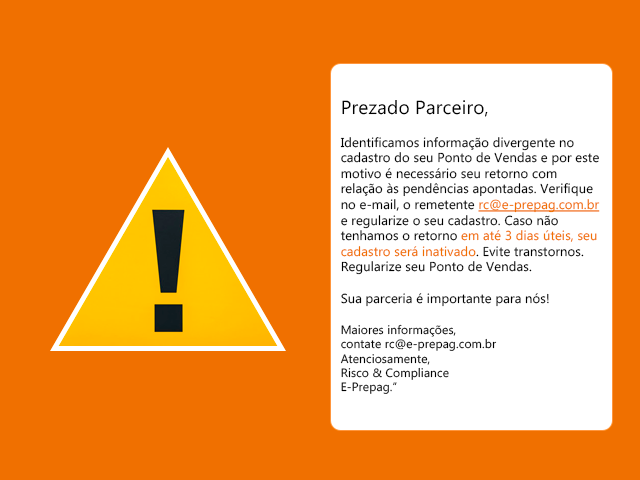 Prezado Parceiro,
Identificamos informação divergente no
cadastro do seu Ponto de Vendas e por este
motivo é necessário seu retorno com
relação às pendências apontadas. Verifique
no e-mail, o remetente rc@e-prepag.com.br
e regularize o seu cadastro. Caso não
tenhamos o retorno em até 3 dias úteis, seu
cadastro será inativado. Evite transtornos.
Regularize seu Ponto de Vendas.
Sua parceria é importante para nós!
Maiores informações,
contate rc@e-prepag.com.br
Atenciosamente,
Risco & Compliance
E-Prepag.“